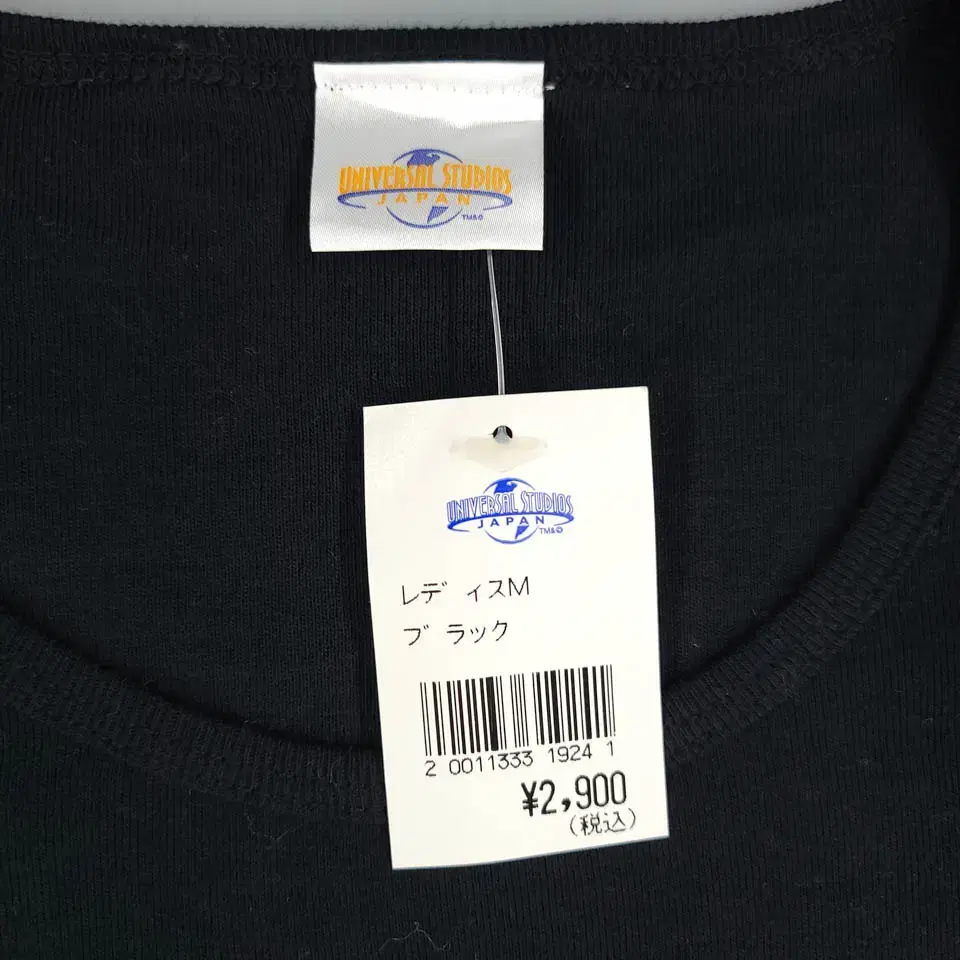 UNIVERSAL STUDIOS
JAPAN
TM&©
UNIVERSAL STUDIOS
JAPAN
TM&©
レディスM
ブラック
2 0011333 1924 1
¥2,900
(税込)